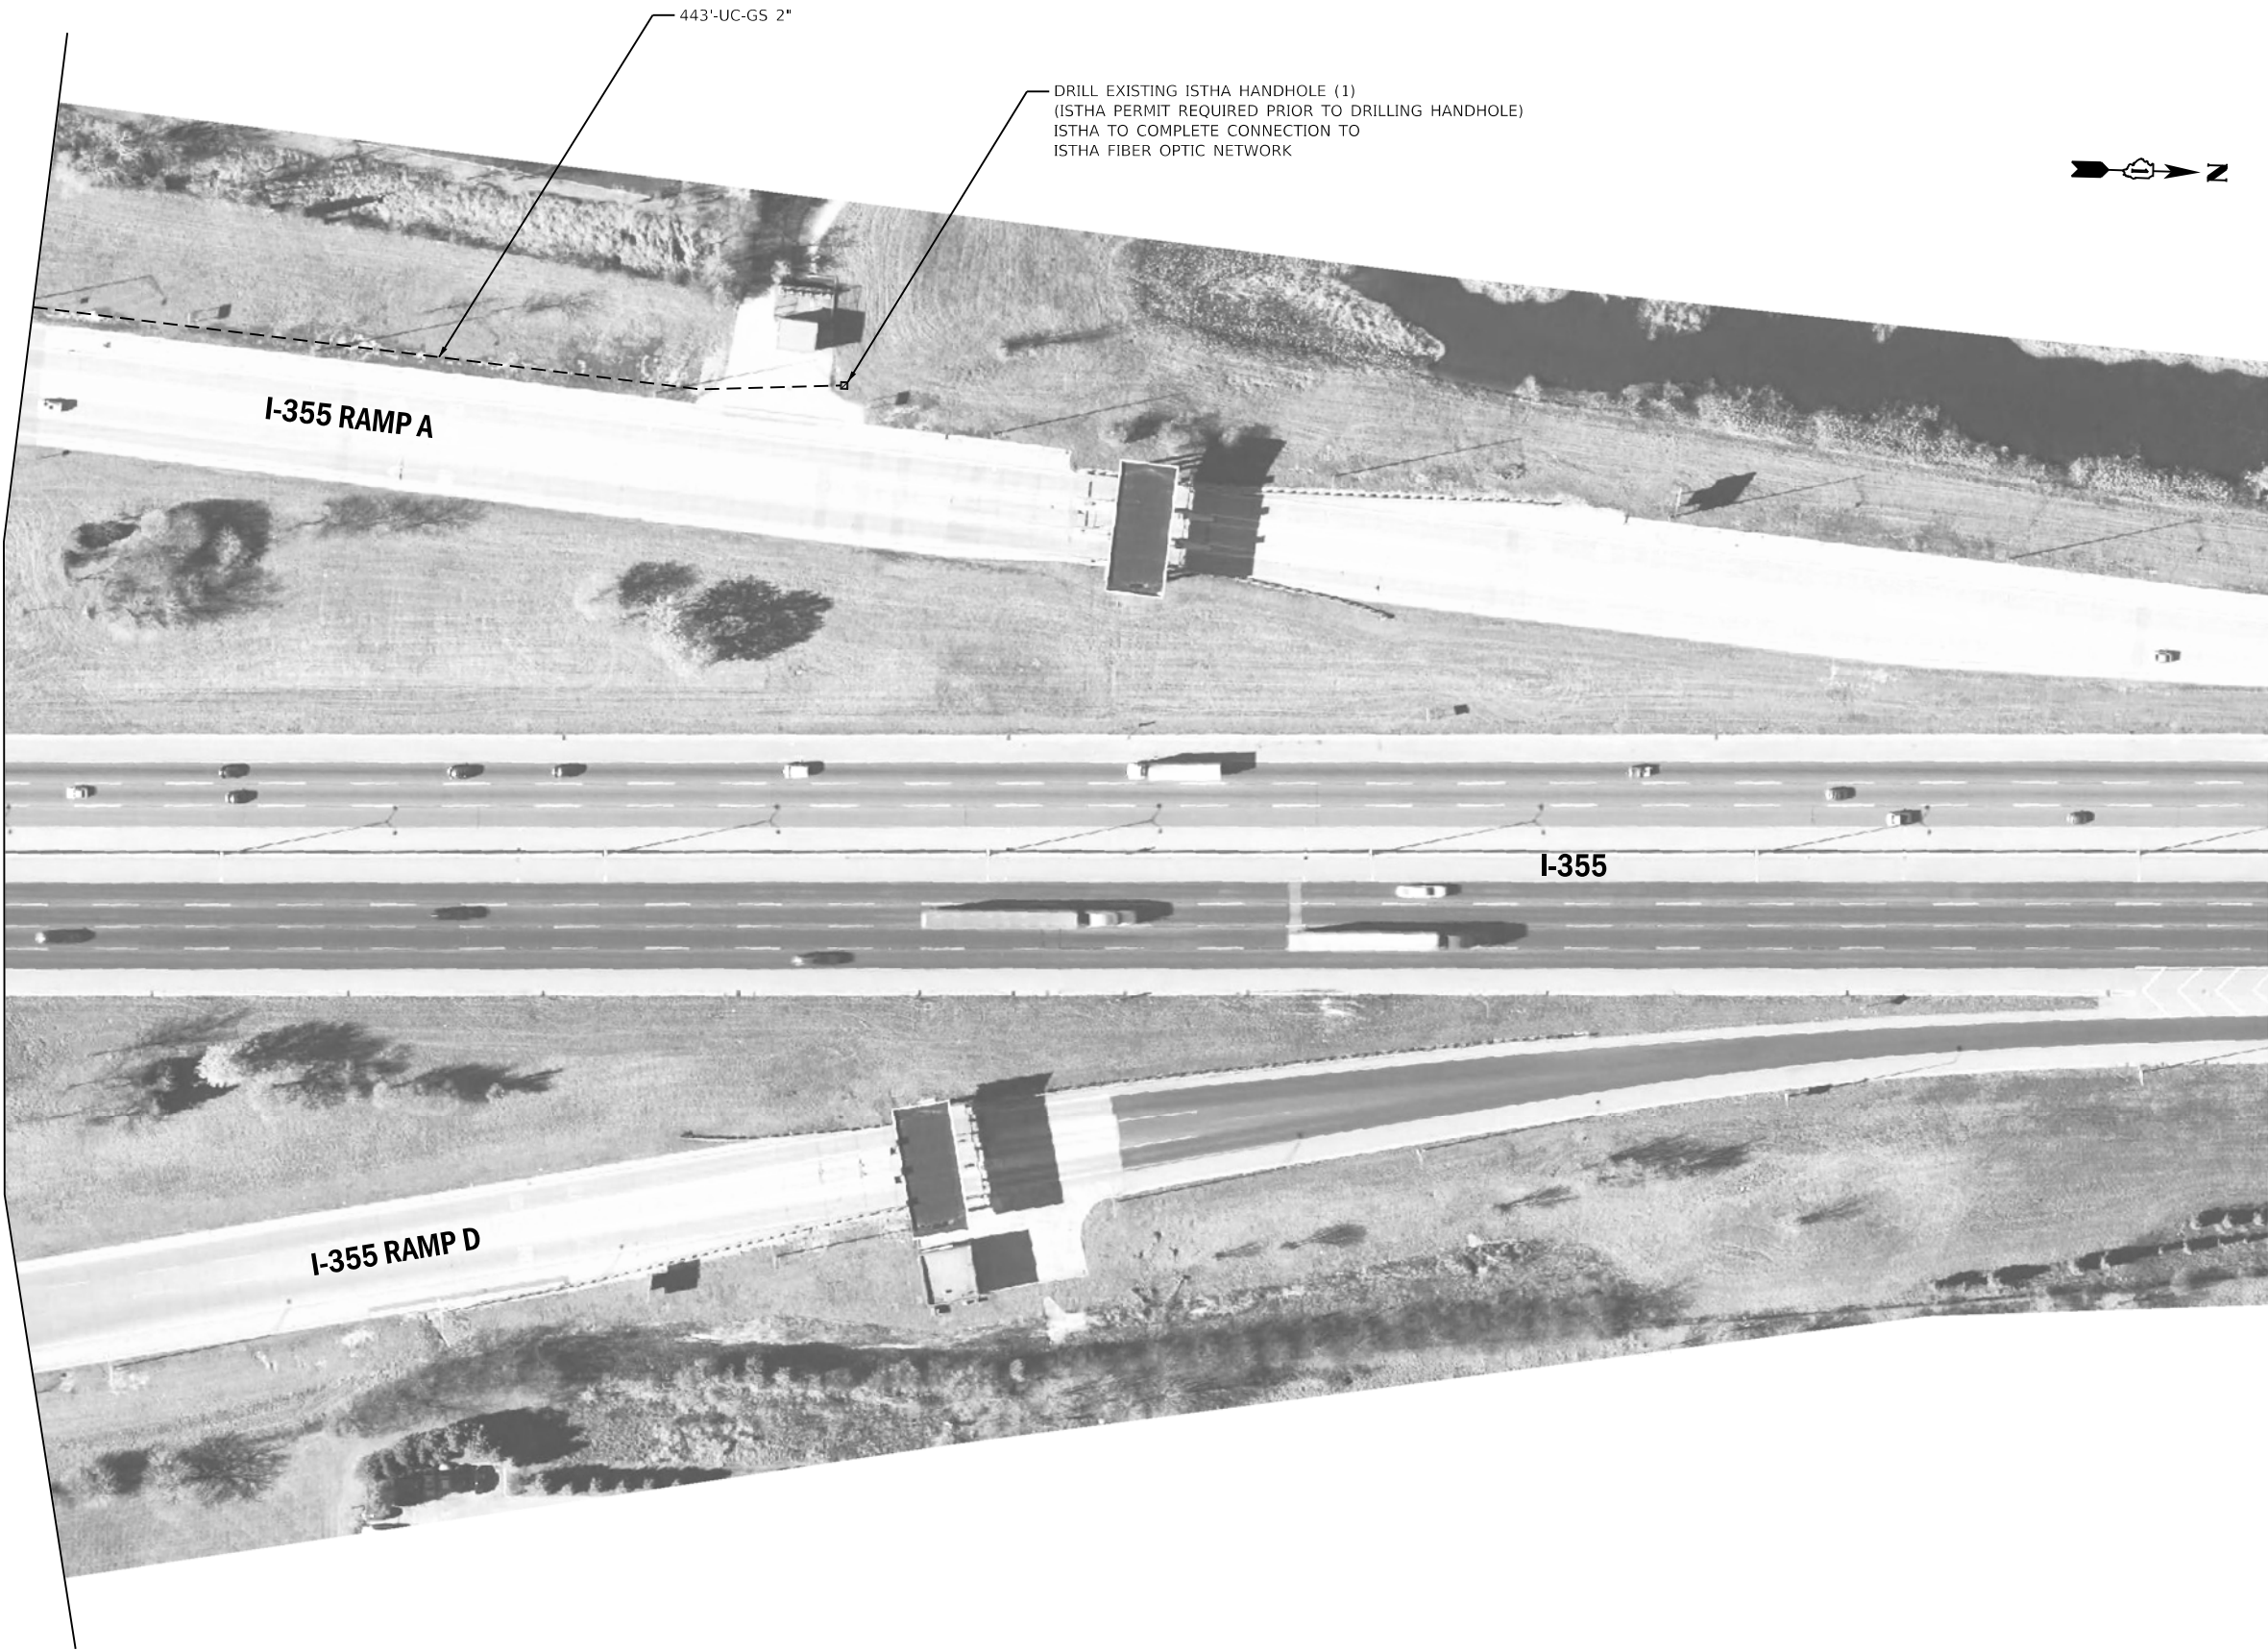 443'-UC-GS 2"
DRILL EXISTING ISTHA HANDHOLE (1)
(ISTHA PERMIT REQUIRED PRIOR TO DRILLING HANDHOLE)
ISTHA TO COMPLETE CONNECTION TO
ISTHA FIBER OPTIC NETWORK
N
I-355 RAMP A
I-355
I-355 RAMP D